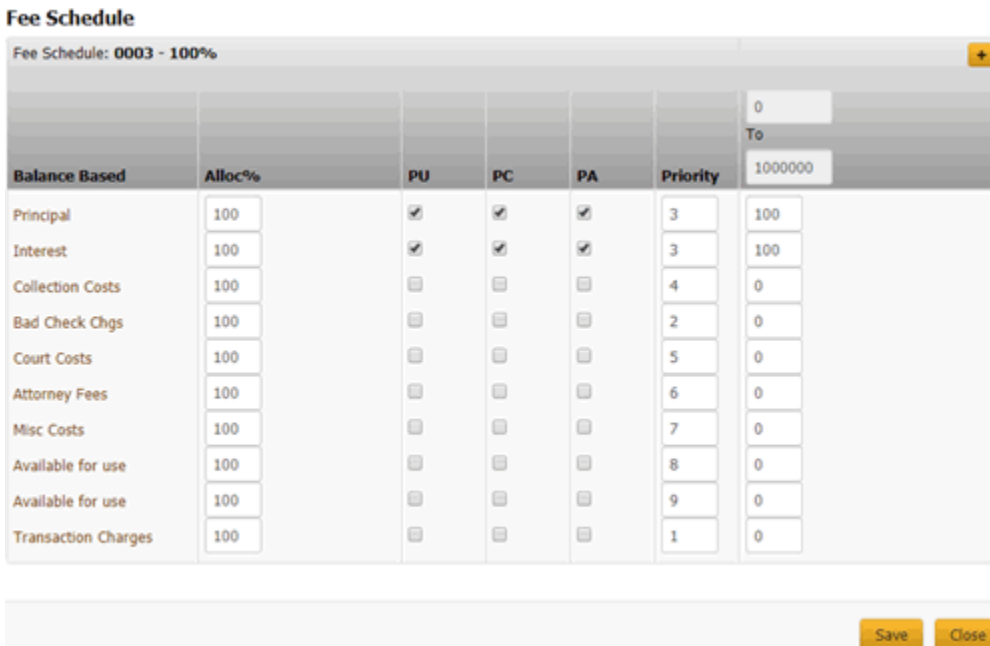 Fee Schedule
Fee Schedule: 0003 - 100%
+
0
To
Balance Based Alloc% PU PC PA Priority 1000000
Principal 100 3 100
Interest 100 3 100
Collection Costs 100 4 0
Bad Check Chgs 100 2 0
Court Costs 100 5 0
Attorney Fees 100 6 0
Misc Costs 100 7 0
Available for use 100 8 0
Available for use 100 9 0
Transaction Charges 100 1 0
Save Close